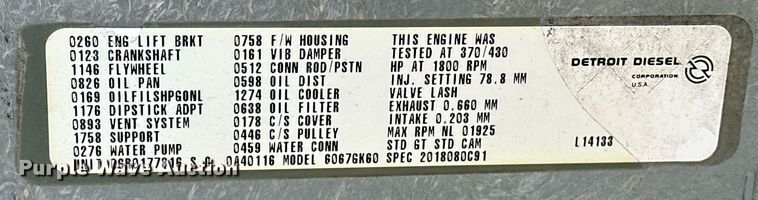 0260 ENG LIFT BRKT 0758 F/W HOUSING THIS ENGINE WAS
0123 CRANKSHAFT 0161 VIB DAMPER TESTED AT 370/430
1146 FLYWHEEL 0512 CONN ROD/PSTN HP AT 1800 RPM
0826 OIL PAN 0598 OIL DIST INJ. SETTING 78.8 MM
0169 OILFILSHPGONL 1274 OIL COOLER VALVE LASH
1176 DIPSTICK ADPT 0638 OIL FILTER EXHAUST 0.660 MM
0893 VENT SYSTEM 0178 C/S COVER INTAKE 0.203 MM
1758 SUPPORT 0446 C/S PULLEY MAX RPM NL 01925
0276 WATER PUMP 0459 WATER CONN STD GT STD CAM
UNIT S.O. 0A40116 MODEL 6067GK60 SPEC 2018080C91
DETROIT DIESEL
CORPORATION
U.S.A.
L14133
Purple Wave Auction